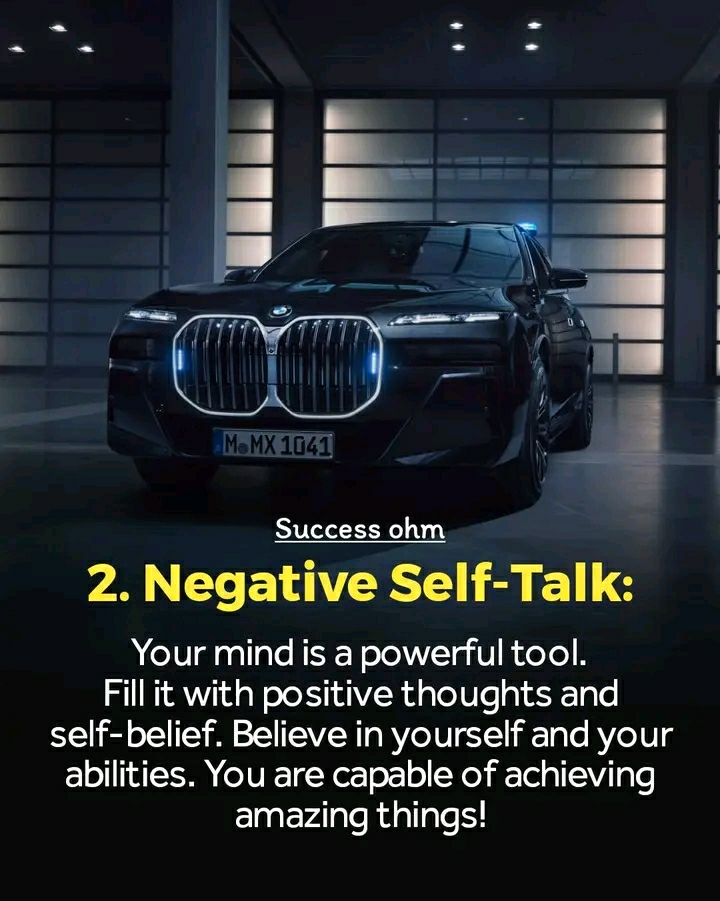 M MX 1041
Success ohm
2. Negative Self-Talk:
Your mind is a powerful tool.
Fill it with positive thoughts and
self-belief. Believe in yourself and your
abilities. You are capable of achieving
amazing things!